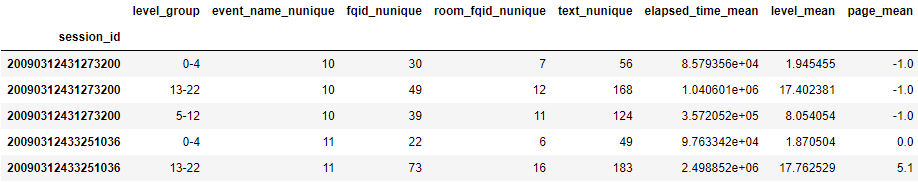 level_group event_name_nunique fqid_nunique room_fqid_nunique text_nunique elapsed_time_mean level_mean page_mean
session_id
20090312431273200 0-4 10 30 7 56 8.579356e+04 1.945455 -1.0
20090312431273200 13-22 10 49 12 168 1.040601e+06 17.402381 -1.0
20090312431273200 5-12 10 39 11 124 3.572052e+05 8.054054 -1.0
20090312433251036 0-4 11 22 6 49 9.763342e+04 1.870504 0.0
20090312433251036 13-22 11 73 16 183 2.498852e+06 17.762529 5.1